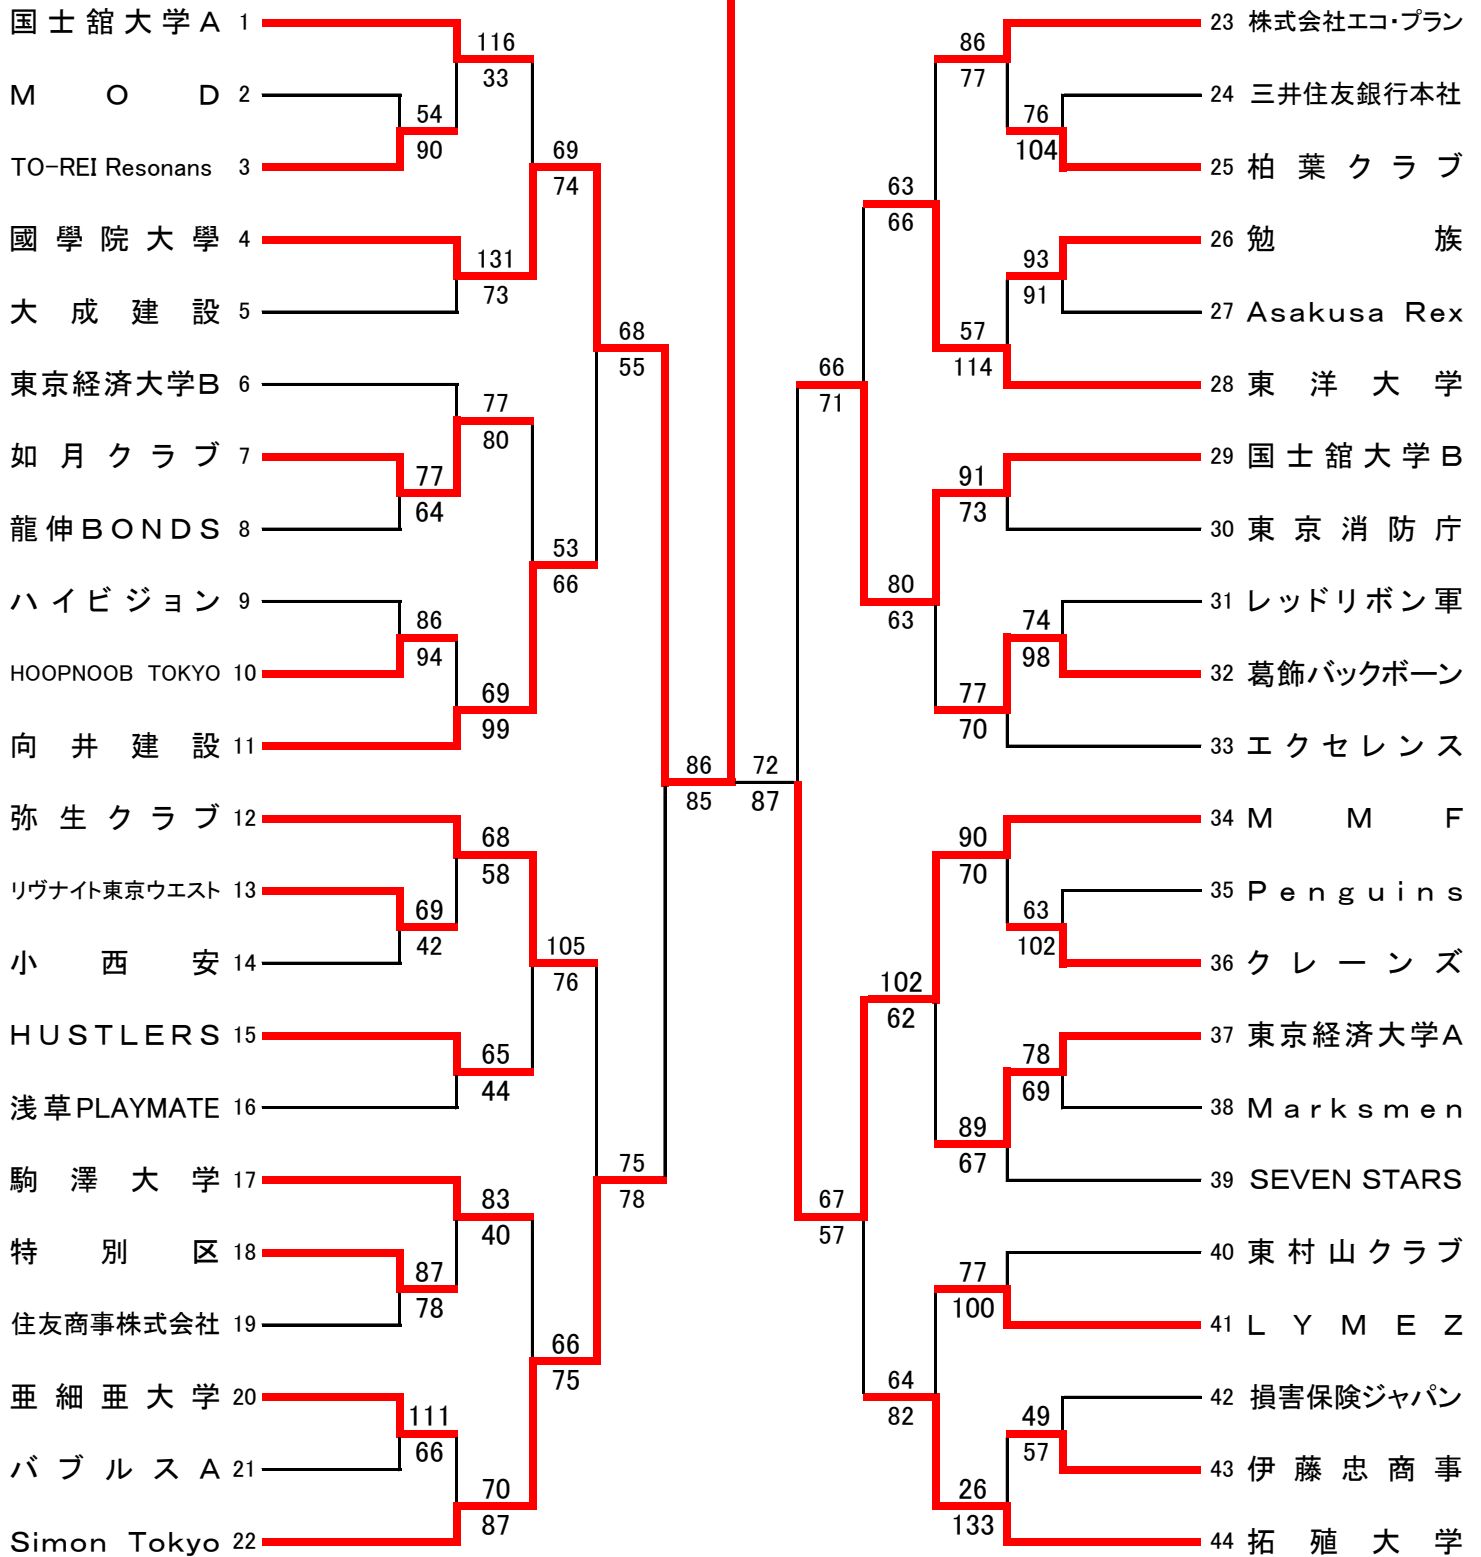 国士舘大学A 1
M O D 2
TO-REI Resonans 3
國學院大學 4
大成建設 5
東京経済大学B 6
如月クラブ 7
龍伸BONDS 8
ハイビジョン 9
HOOPNOOB TOKYO 10
向井建設 11
弥生クラブ 12
リヴナイト東京ウエスト 13
小西安 14
HUSTLERS 15
浅草PLAYMATE 16
駒澤大学 17
特別区 18
住友商事株式会社 19
亜細亜大学 20
バブルスA 21
Simon Tokyo 22
54
90
77
64
86
94
69
42
87
78
111
66
116
33
131
73
77
80
69
99
68
58
65
44
83
40
70
87
69
74
53
66
105
76
66
75
68
55
75
78
86
85
72
87
66
71
67
57
63
66
80
63
102
62
64
82
86
77
57
114
91
73
77
70
90
70
89
67
77
100
26
133
76
104
93
91
74
98
63
102
78
69
49
57
23 株式会社エコ・プラン
24 三井住友銀行本社
25 柏葉クラブ
26 勉族
27 Asakusa Rex
28 東洋大学
29 国士舘大学B
30 東京消防庁
31 レッドリボン軍
32 葛飾バックボーン
33 エクセレンス
34 M M F
35 Penguins
36 クレーンズ
37 東京経済大学A
38 Marksmen
39 SEVEN STARS
40 東村山クラブ
41 LYMEZ
42 損害保険ジャパン
43 伊藤忠商事
44 拓殖大学